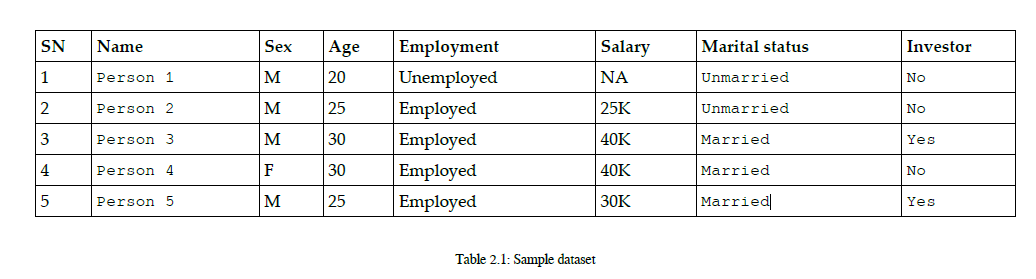 SN Name Sex Age Employment Salary Marital status Investor
1 Person 1 M 20 Unemployed NA Unmarried No
2 Person 2 M 25 Employed 25K Unmarried No
3 Person 3 M 30 Employed 40K Married Yes
4 Person 4 F 30 Employed 40K Married No
5 Person 5 M 25 Employed 30K Married Yes
Table 2.1: Sample dataset